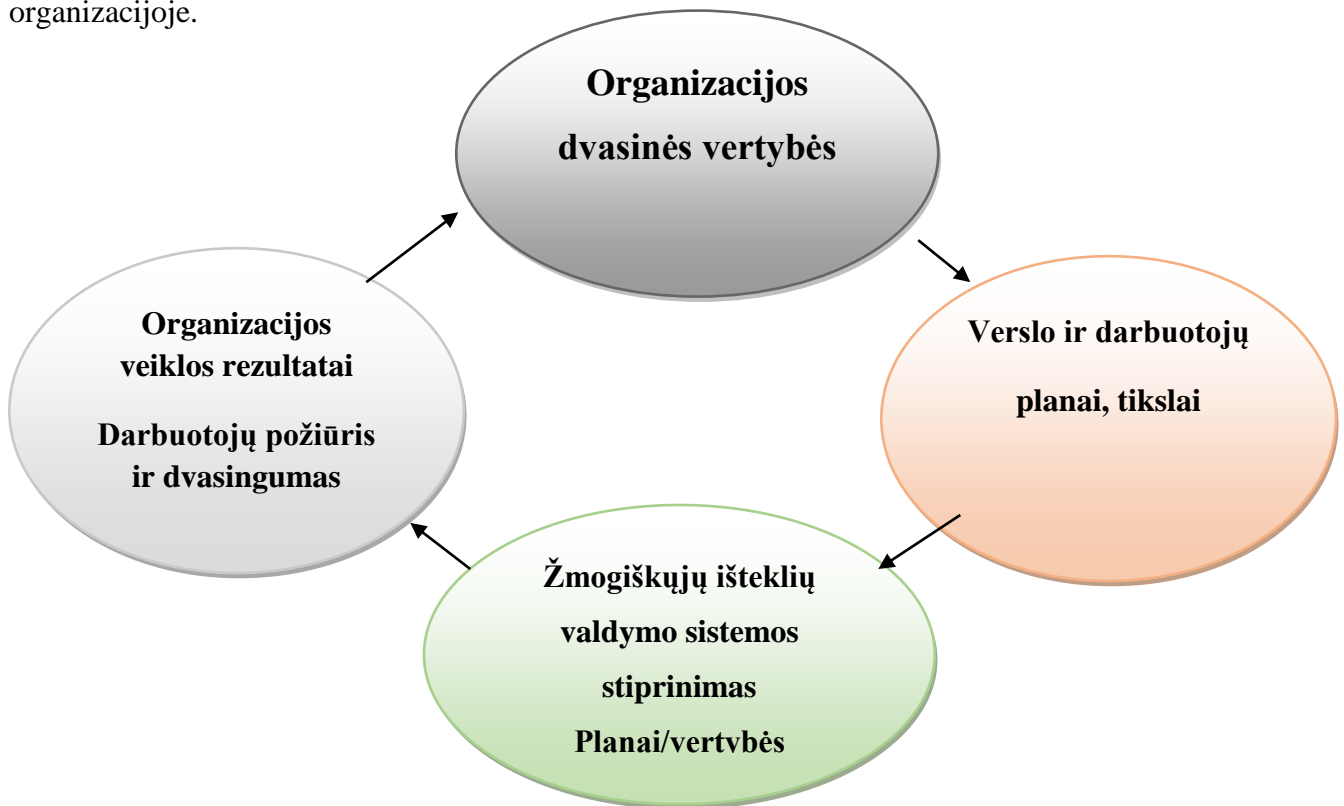 organizacijoje.
Organizacijos
dvasinės vertybės
Organizacijos
veiklos rezultatai
Darbuotojų požiūris
ir dvasingumas
Verslo ir darbuotojų
planai, tikslai
Žmogiškųjų išteklių
valdymo sistemos
stiprinimas
Planai/vertybės